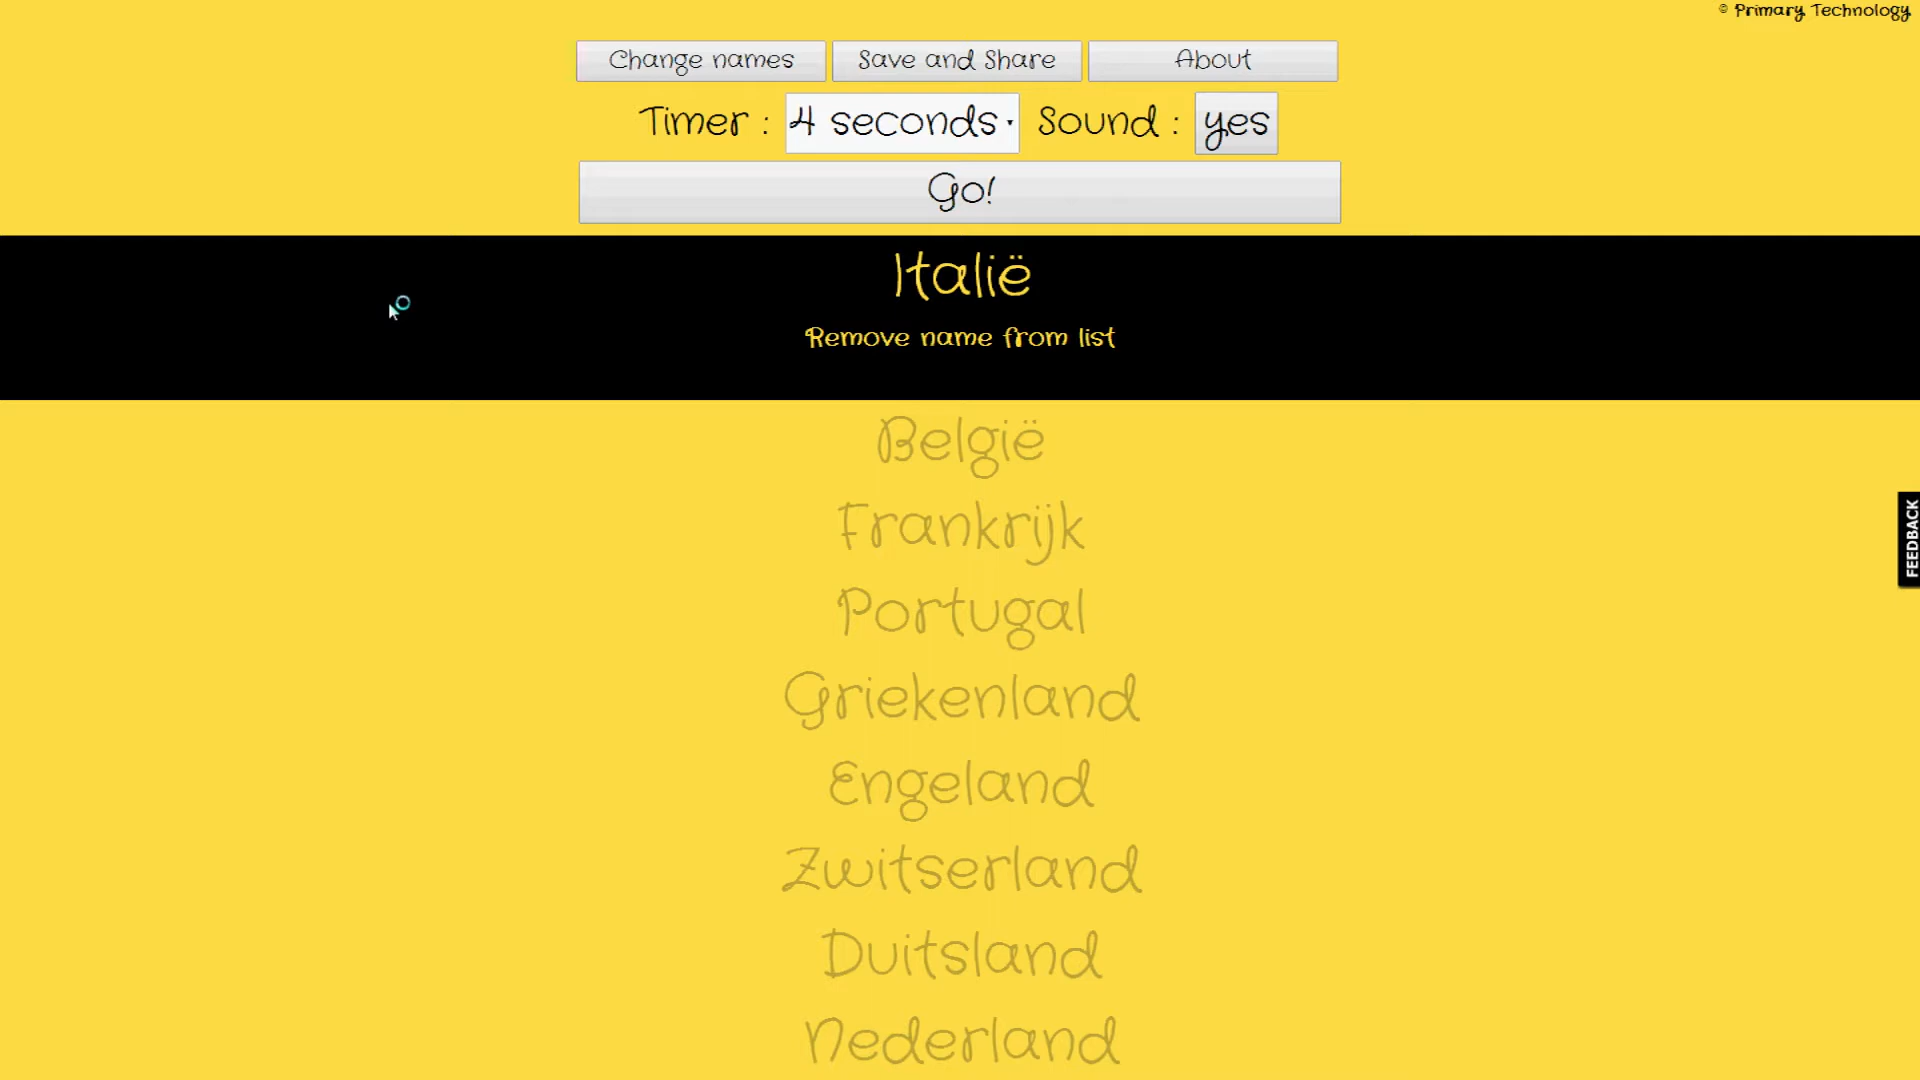 © Primary Technology
Change names Save and Share About
Timer : 4 seconds Sound : yes
Go!
Italië
Remove name from list
België
Frankrijk
Portugal
Griekenland
FEEDBACK
Engeland
Zwitserland
Duitsland
Nederland